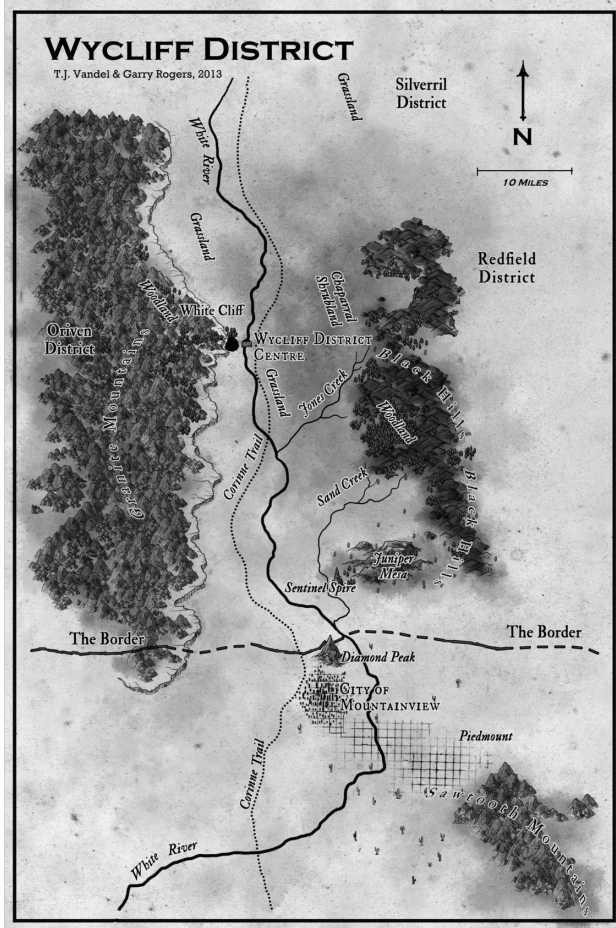 WYCLIFF DISTRICT
T.J. Vandel & Garry Rogers, 2013
Grassland
Silverril
District
N
10 MILES
White River
Grassland
Chaparral
Shrubland
Redfield
District
Woodland
White Cliff
Oriven
District
WYCLIFF DISTRICT
CENTRE
Granite Mountains
Grassland
Jones Creek
Black Hills
Woodland
Black Hills
Corinne Trail
Sand Creek
Juniper
Mesa
Sentinel Spire
The Border
The Border
Diamond Peak
CITY OF
MOUNTAINVIEW
Piedmount
Corinne Trail
Sawtooth Mountains
White River